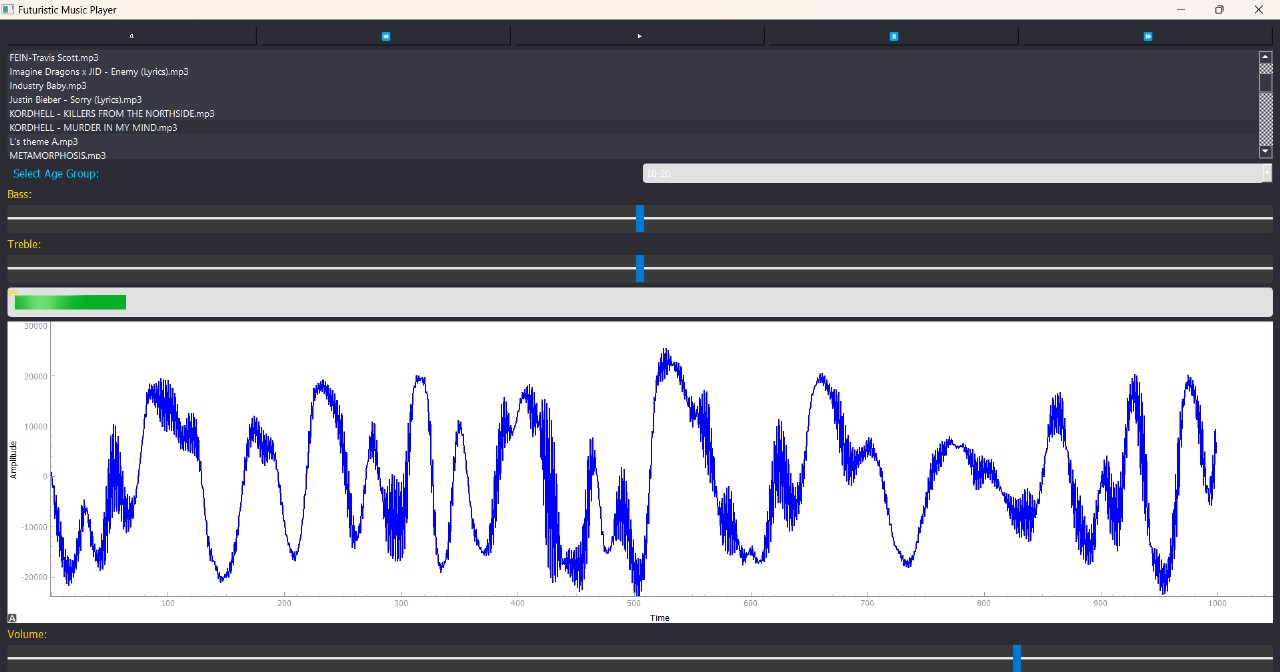 Futuristic Music Player
FEIN-Travis Scott.mp3
Imagine Dragons x JID - Enemy (Lyrics).mp3
Industry Baby.mp3
Justin Bieber - Sorry (Lyrics).mp3
KORDHELL - KILLERS FROM THE NORTHSIDE.mp3
KORDHELL - MURDER IN MY MIND.mp3
L's theme A.mp3
METAMORPHOSIS.mp3
Select Age Group:
10-20
Bass:
Treble:
30000
20000
10000
0
-10000
-20000
Amplitude
100 200 300 400 500 600 700 800 900 1000
A
Time
Volume: